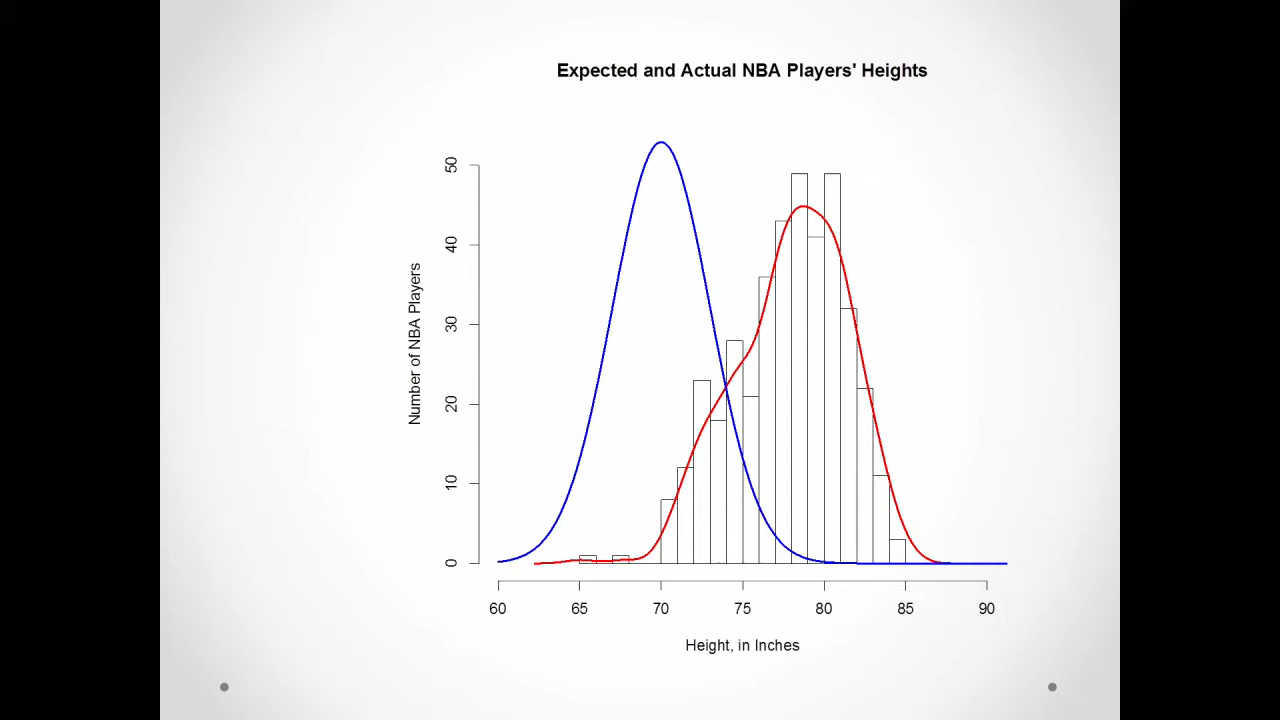 Expected and Actual NBA Players' Heights
Number of NBA Players
50
40
30
20
10
0
60 65 70 75 80 85 90
Height, in Inches